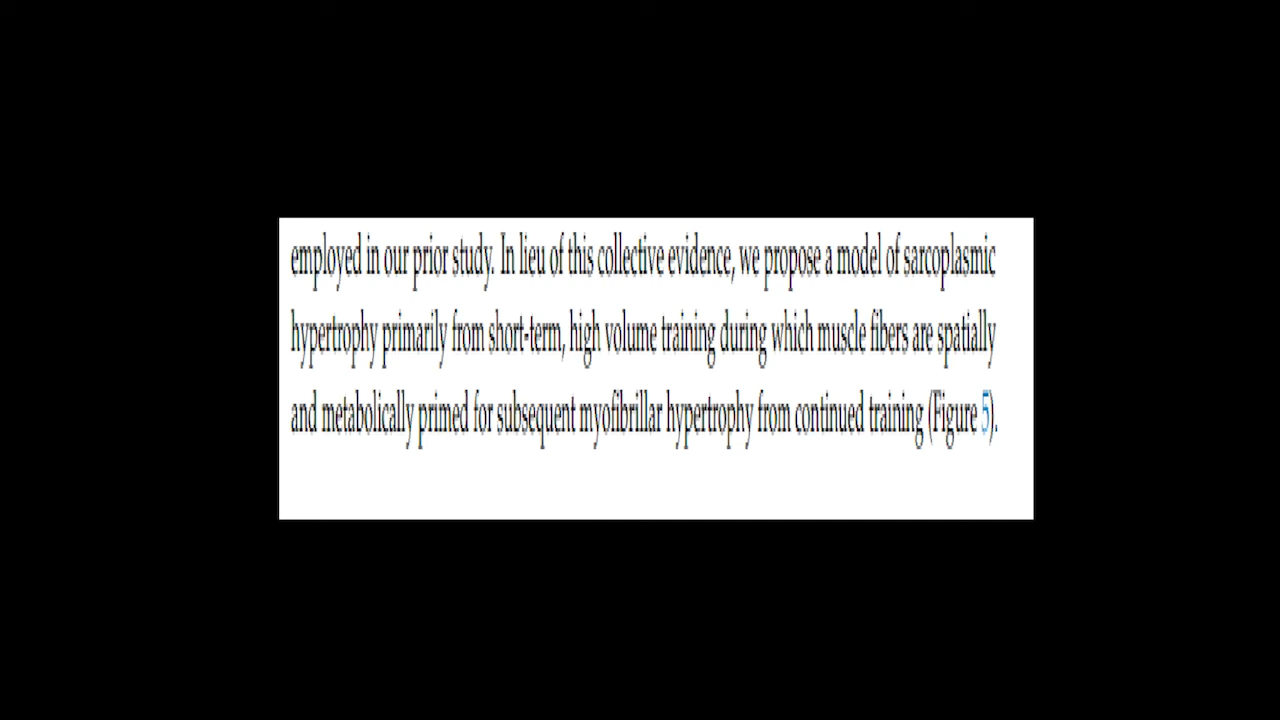 employed in our prior study. In lieu of this collective evidence, we propose a model of sarcoplasmic
hypertrophy primarily from short-term, high volume training during which muscle fibers are spatially
and metabolically primed for subsequent myofibrillar hypertrophy from continued training (Figure 5).